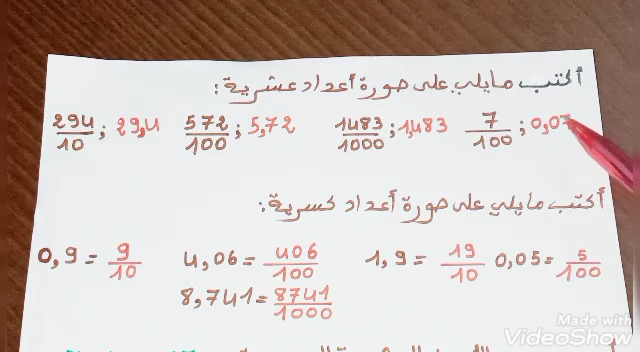 أكتب مايلي على صورة أعداد عشرية:
294/10 ; 29,4 572/100 ; 5,72 1483/1000 ; 1,483 7/100 ; 0,07
أكتب مايلي على صورة أعداد كسرية:
0,9 = 9/10 4,06 = 406/100 1,9 = 19/10 0,05 = 5/100
8,741 = 8741/1000
Made with
VideoShow